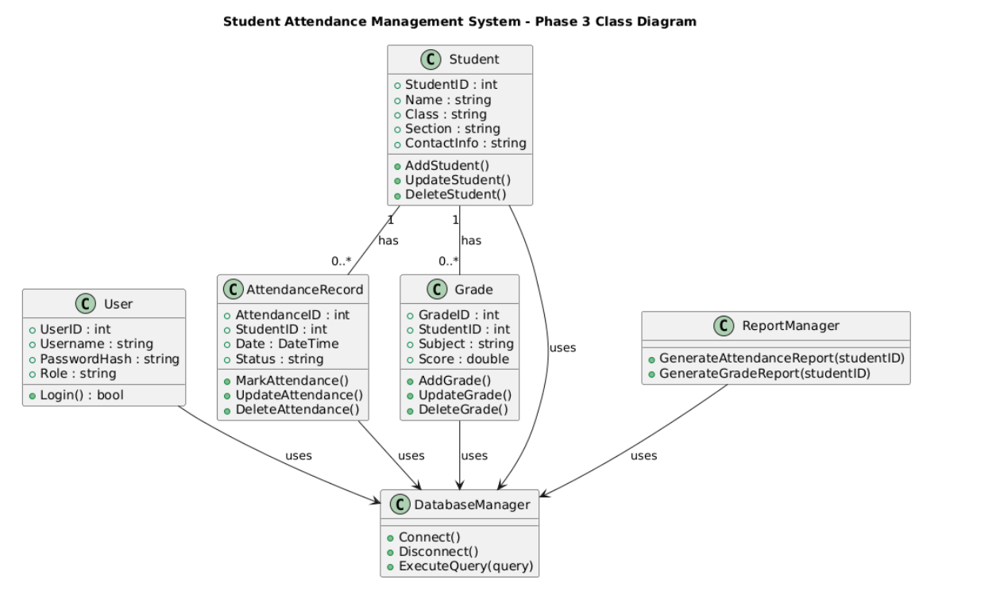 Student Attendance Management System - Phase 3 Class Diagram
C Student
StudentID : int
Name : string
Class : string
Section : string
ContactInfo : string
AddStudent()
UpdateStudent()
DeleteStudent()
1
1
has
has
0..*
0..*
uses
C User
UserID : int
Username : string
PasswordHash : string
Role : string
Login() : bool
C AttendanceRecord
AttendanceID : int
StudentID : int
Date : DateTime
Status : string
MarkAttendance()
UpdateAttendance()
DeleteAttendance()
C Grade
GradeID : int
StudentID : int
Subject : string
Score : double
AddGrade()
UpdateGrade()
DeleteGrade()
C ReportManager
GenerateAttendanceReport(studentID)
GenerateGradeReport(studentID)
uses
uses
uses
uses
C DatabaseManager
Connect()
Disconnect()
ExecuteQuery(query)